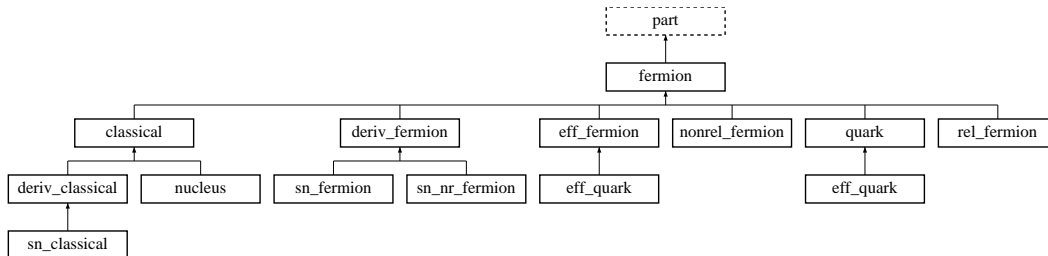 part
fermion
classical deriv_fermion eff_fermion nonrel_fermion quark rel_fermion
deriv_classical nucleus sn_fermion sn_nr_fermion eff_quark eff_quark
sn_classical